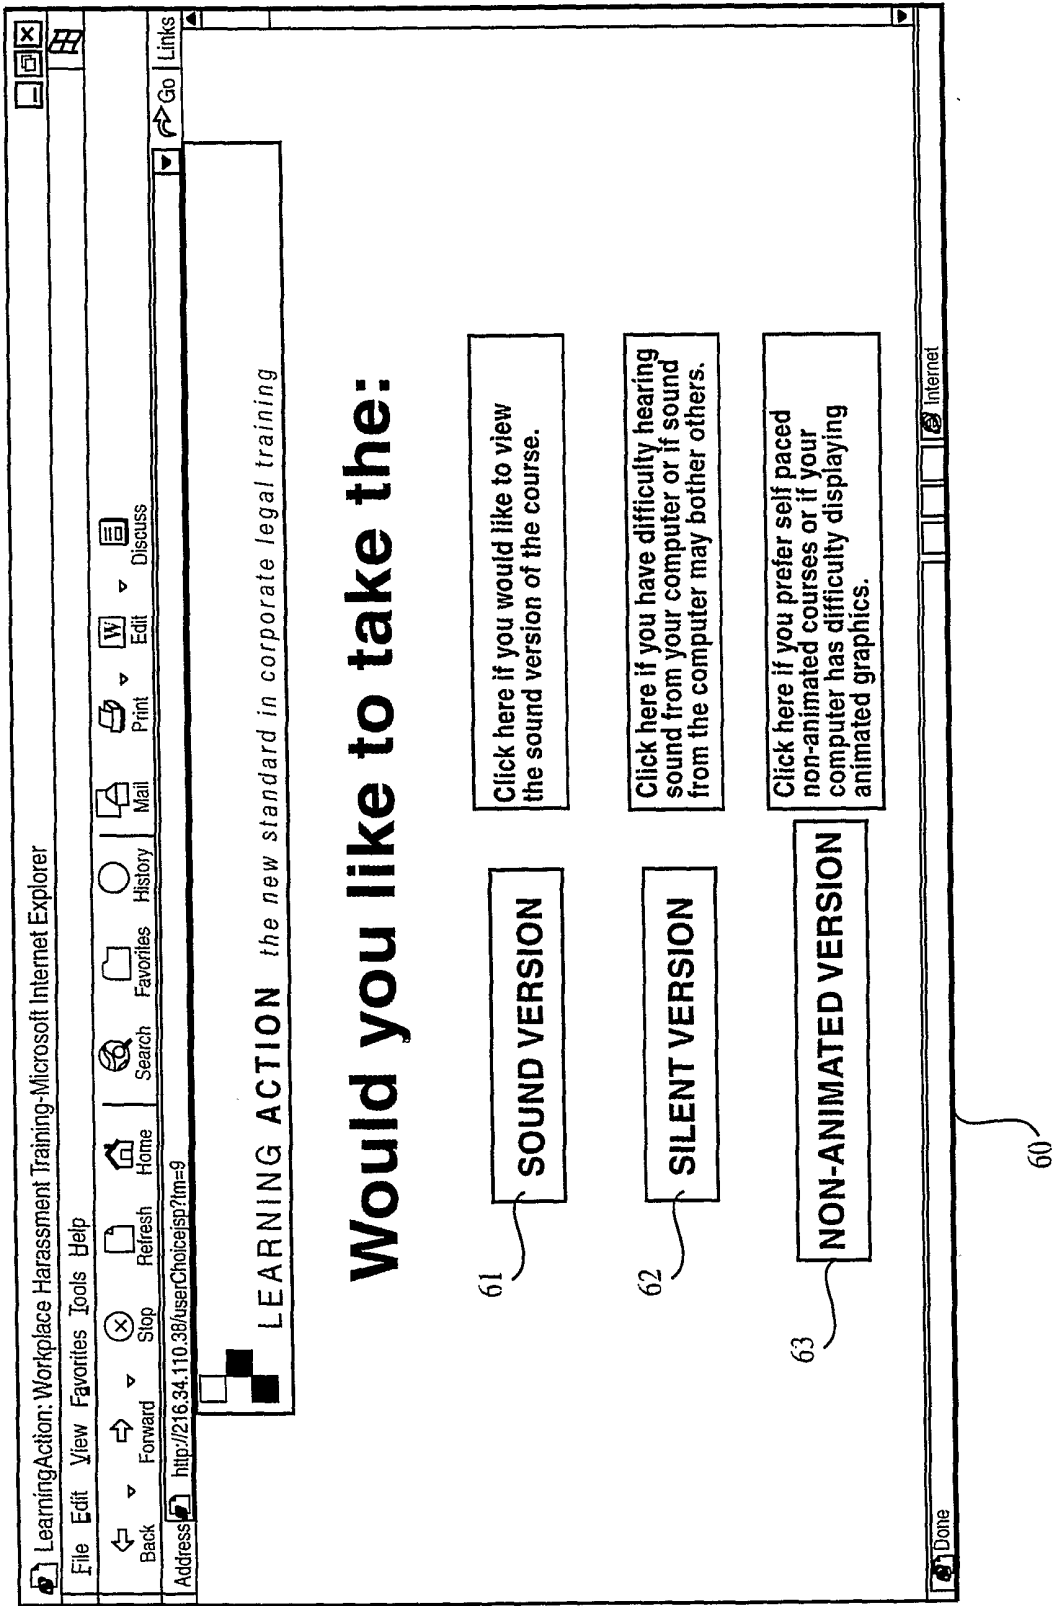 LearningAction: Workplace Harassment Training-Microsoft Internet Explorer
File Edit View Favorites Tools Help
Back Forward Stop Refresh Home Search Favorites History Mail Print Edit Discuss
Address http://216.34.110.38/userChoicejsp?tm=9 Go Links
LEARNING ACTION the new standard in corporate legal training
Would you like to take the:
61
SOUND VERSION
Click here if you would like to view
the sound version of the course.
62
SILENT VERSION
Click here if you have difficulty hearing
sound from your computer or if sound
from the computer may bother others.
63
NON-ANIMATED VERSION
Click here if you prefer self paced
non-animated courses or if your
computer has difficulty displaying
animated graphics.
Done Internet
60